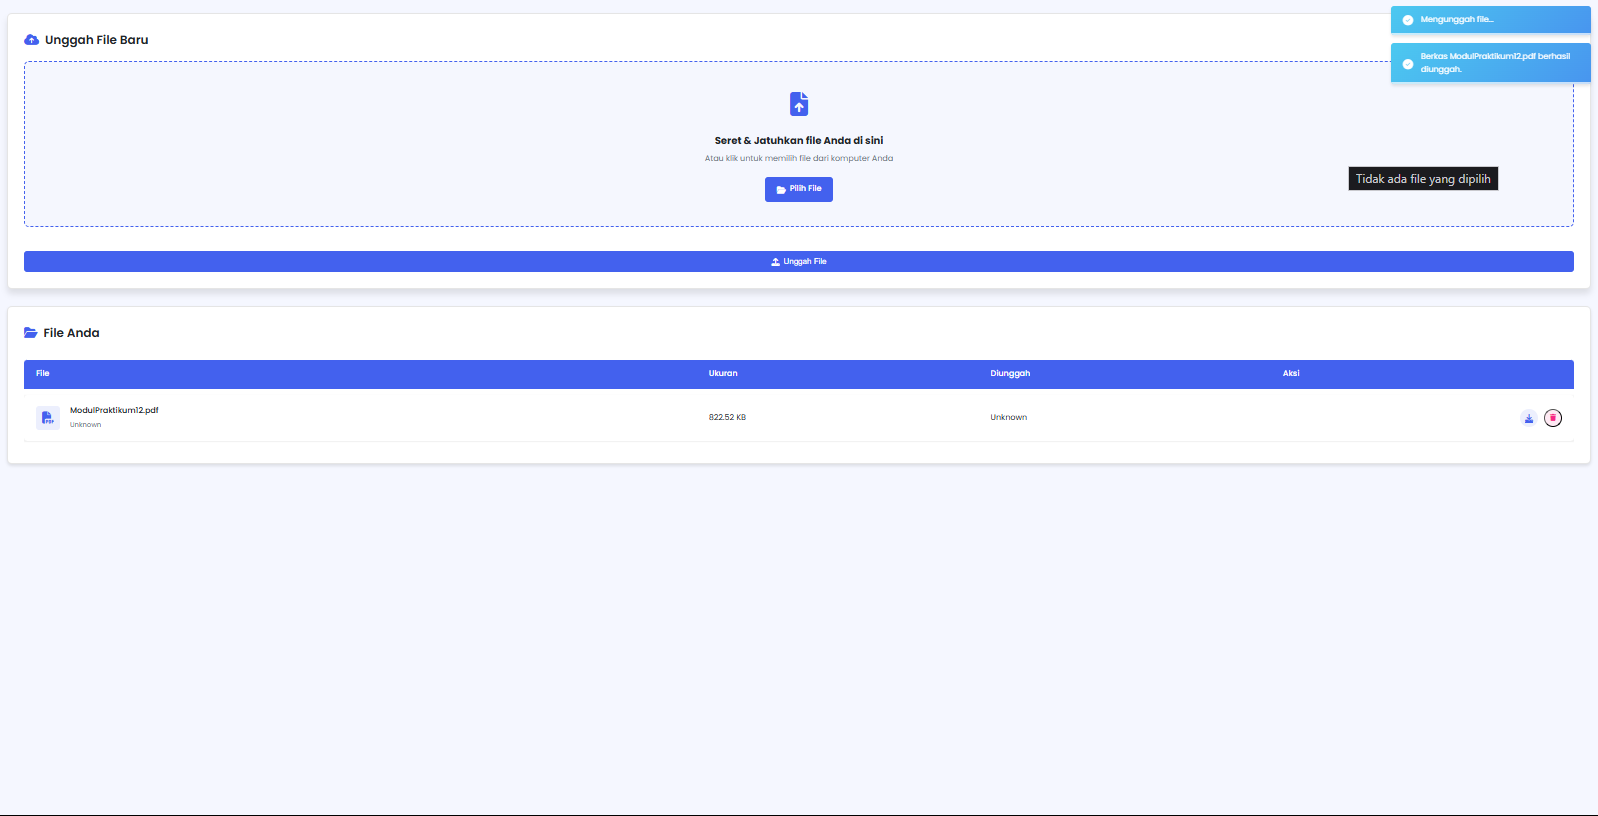 Mengunggah file...
Berkas ModulPraktikum12.pdf berhasil
diunggah.
Unggah File Baru
Seret & Jatuhkan file Anda di sini
Atau klik untuk memilih file dari komputer Anda
Pilih File
Tidak ada file yang dipilih
Unggah File
File Anda
File Ukuran Diunggah Aksi
PDF
ModulPraktikum12.pdf
Unknown
822.52 KB
Unknown